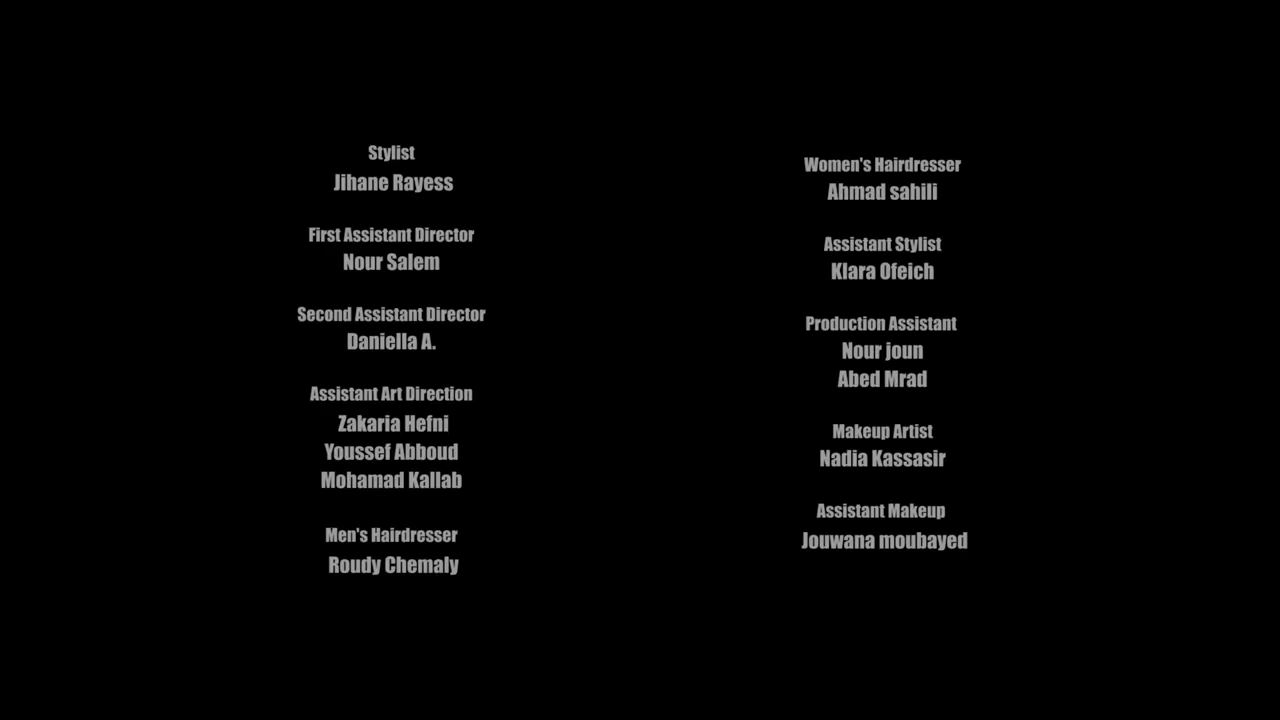 Stylist
Jihane Rayess
First Assistant Director
Nour Salem
Second Assistant Director
Daniella A.
Assistant Art Direction
Zakaria Hefni
Youssef Abboud
Mohamad Kallab
Men's Hairdresser
Roudy Chemaly
Women's Hairdresser
Ahmad sahili
Assistant Stylist
Klara Ofeich
Production Assistant
Nour joun
Abed Mrad
Makeup Artist
Nadia Kassasir
Assistant Makeup
Jouwana moubayed